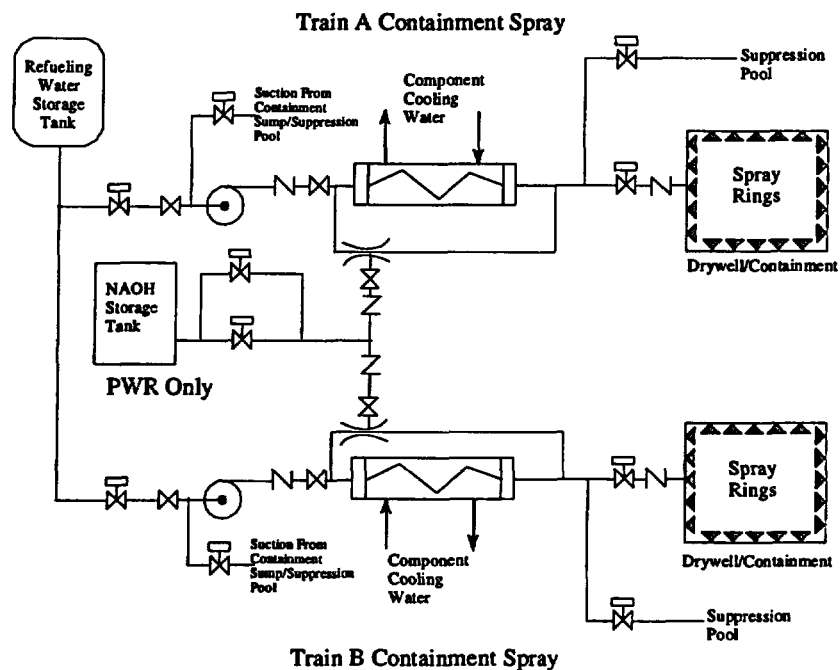 Train A Containment Spray
Refueling
Water
Storage
Tank
Suction From
Containment
Sump/Suppression
Pool
Component
Cooling
Water
Suppression
Pool
Spray
Rings
Drywell/Containment
NAOH
Storage
Tank
PWR Only
Spray
Rings
Drywell/Containment
Suction From
Containment
Sump/Suppression
Pool
Component
Cooling
Water
Suppression
Pool
Train B Containment Spray